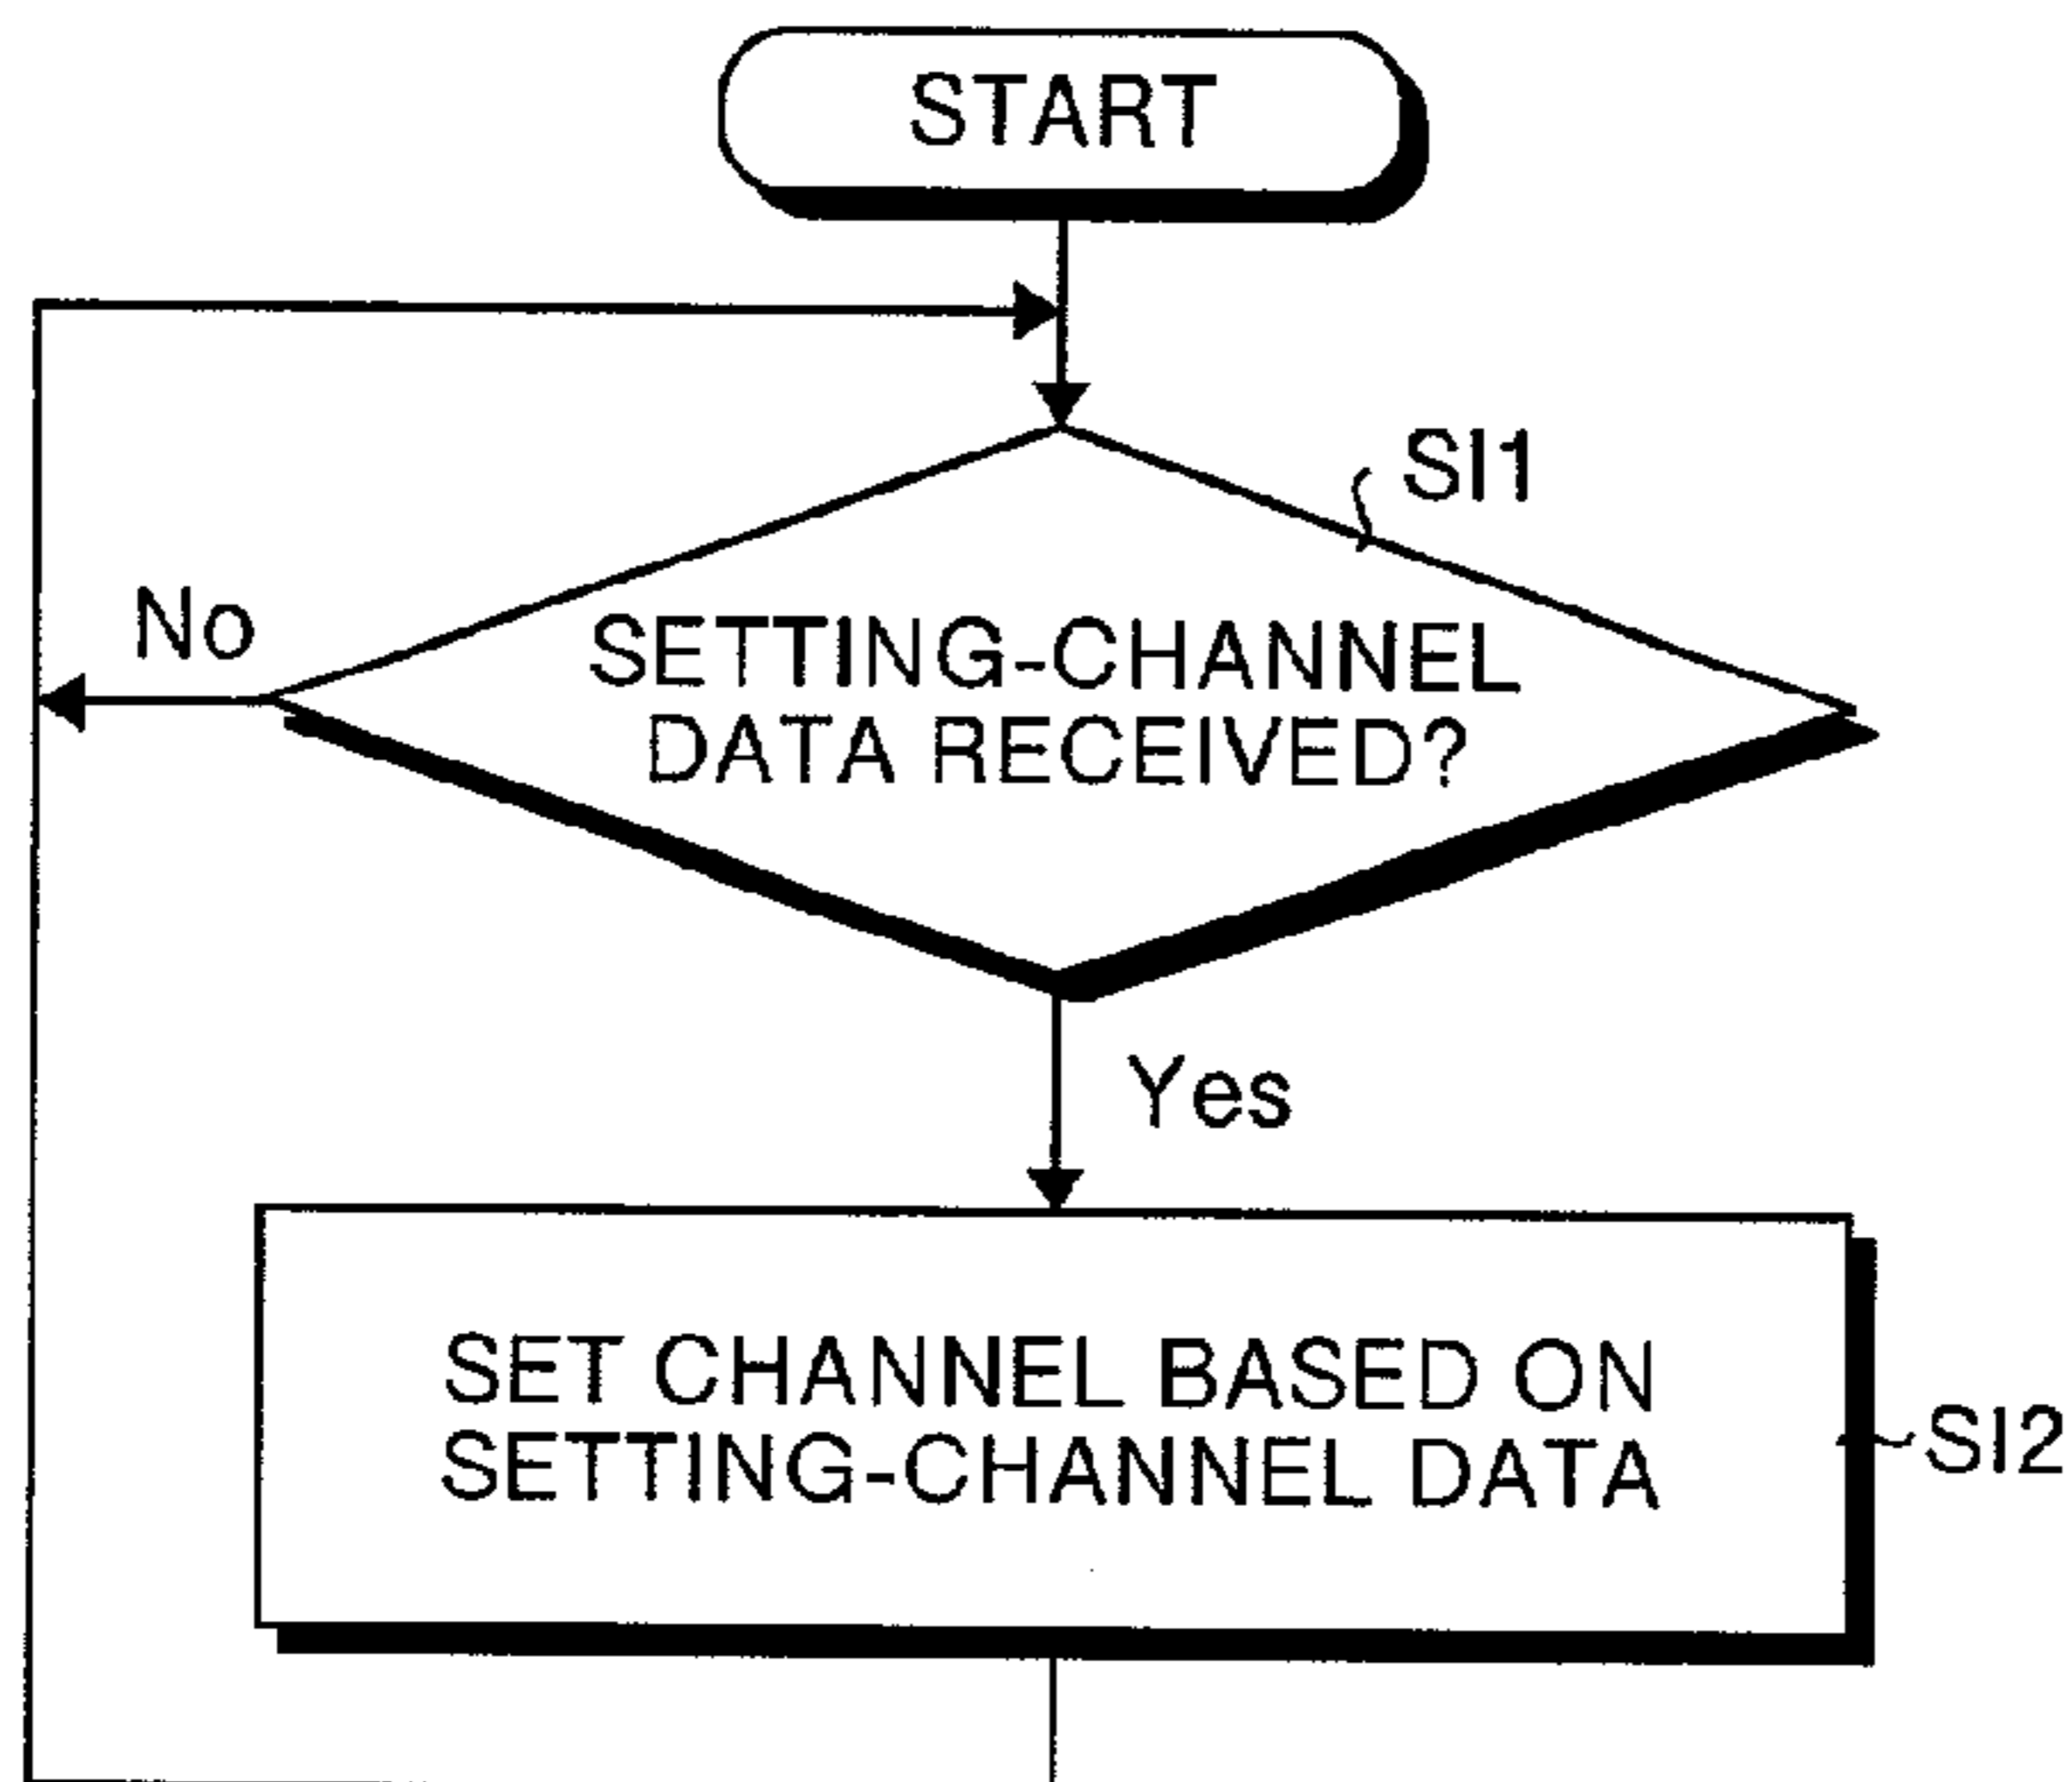 START
SI1
No
SETTING-CHANNEL
DATA RECEIVED?
Yes
SET CHANNEL BASED ON
SETTING-CHANNEL DATA
SI2